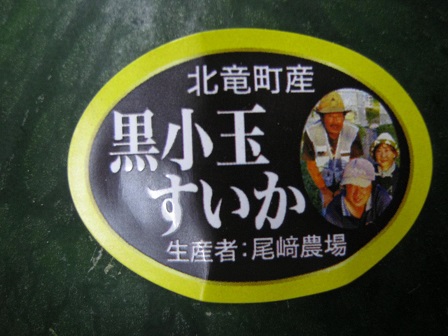 北竜町産
黒小玉
すいか
生産者:尾﨑農場